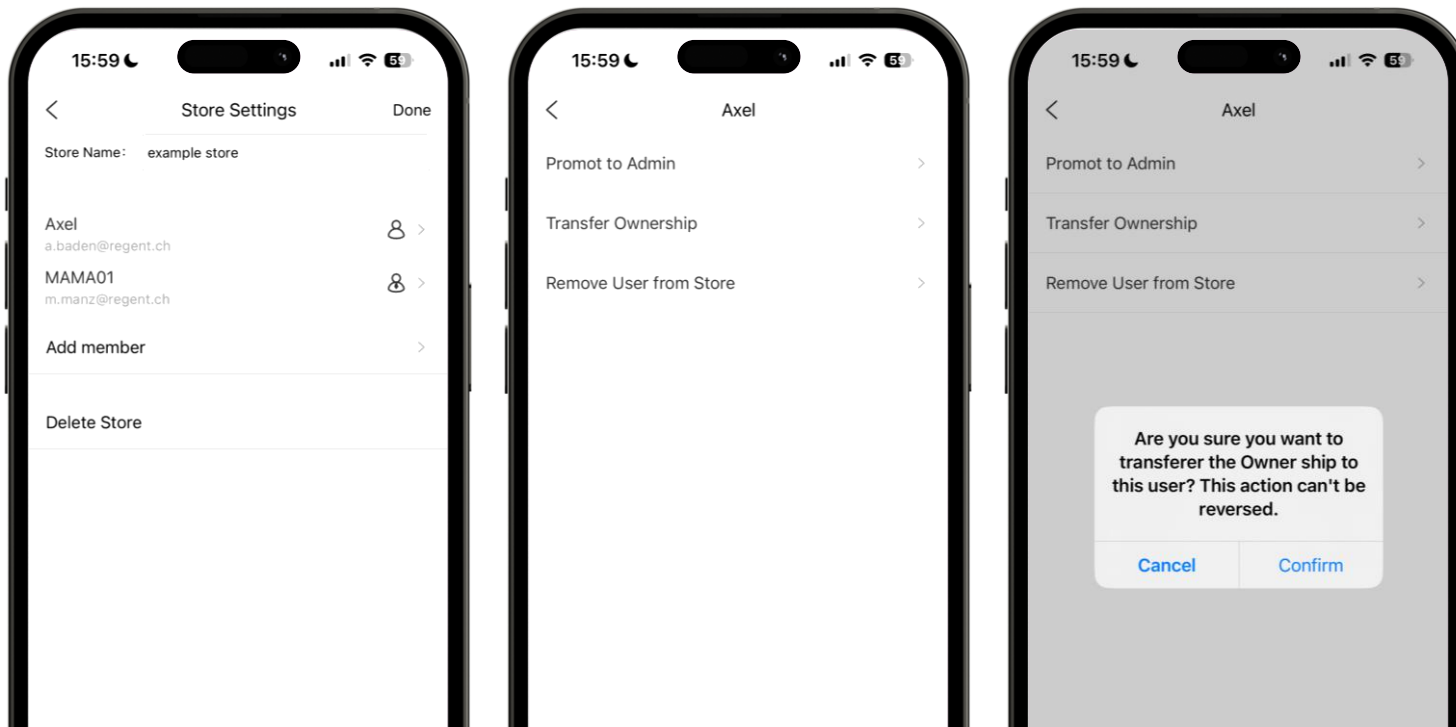 15:59
59
Store Settings
Done
Store Name: example store
Axel
a.baden@regent.ch
MAMA01
m.manz@regent.ch
Add member
Delete Store
15:59
59
Axel
Promot to Admin
Transfer Ownership
Remove User from Store
15:59
59
Axel
Promot to Admin
Transfer Ownership
Remove User from Store
Are you sure you want to
transferer the Owner ship to
this user? This action can't be
reversed.
Cancel
Confirm